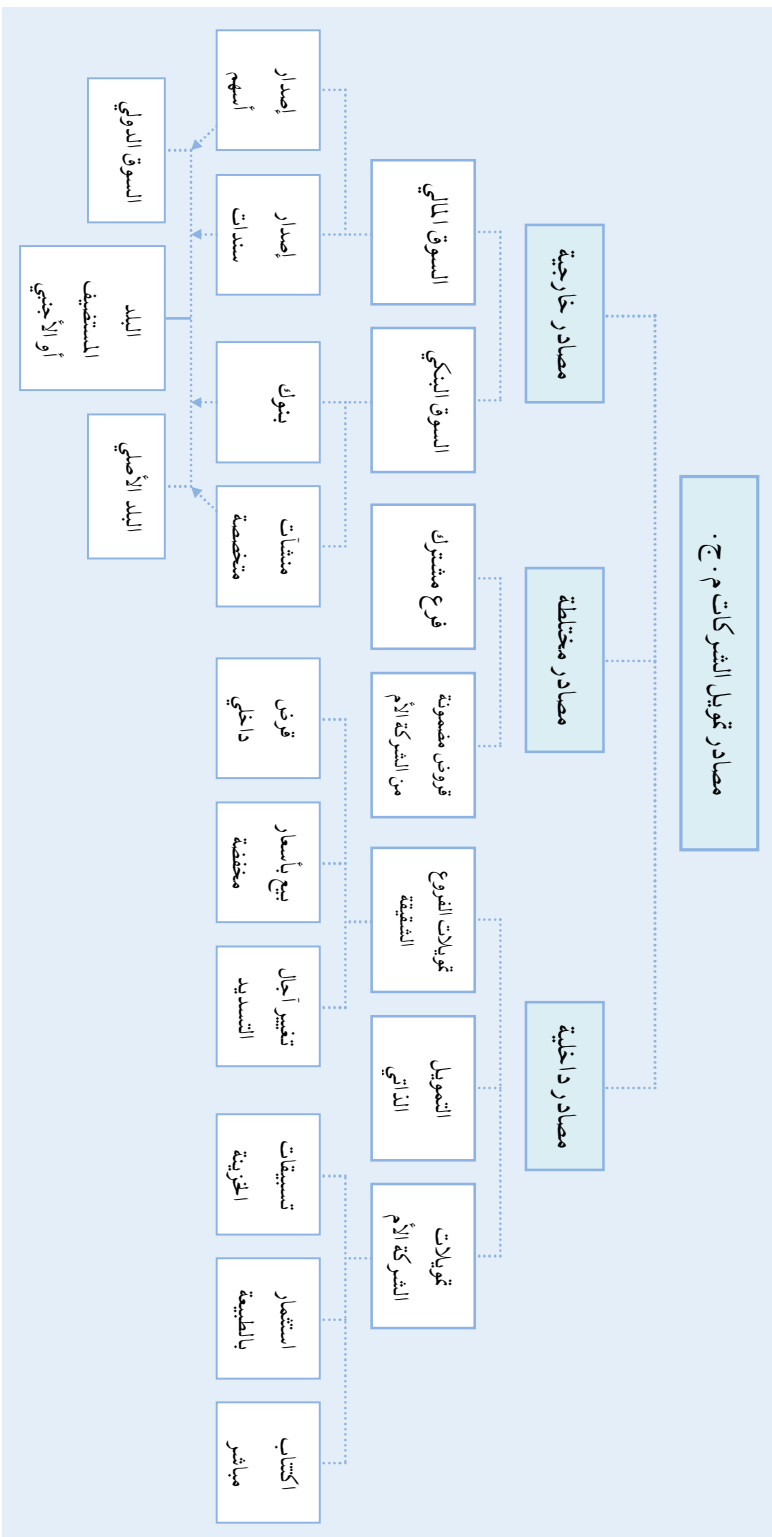 مصادر تمويل الشركات م. ج.
مصادر خارجية
مصادر مختلطة
مصادر داخلية
السوق المالي
السوق البنكي
فرع مشترك
قروض مضمونة
من الشركة الأم
تمويلات الفروع
الشقيقة
التمويل
الذاتي
تمويلات
الشركة الأم
إصدار
أسهم
إصدار
سندات
بنوك
منشآت
متخصصة
قرض
داخلي
بيع بأسعار
مخفضة
تغيير آجال
التسديد
تسبيقات
الخزينة
استثمار
بالطبيعة
اكتتاب
مباشر
السوق الدولي
البلد
المستضيف
أو الأجنبي
البلد الأصلي